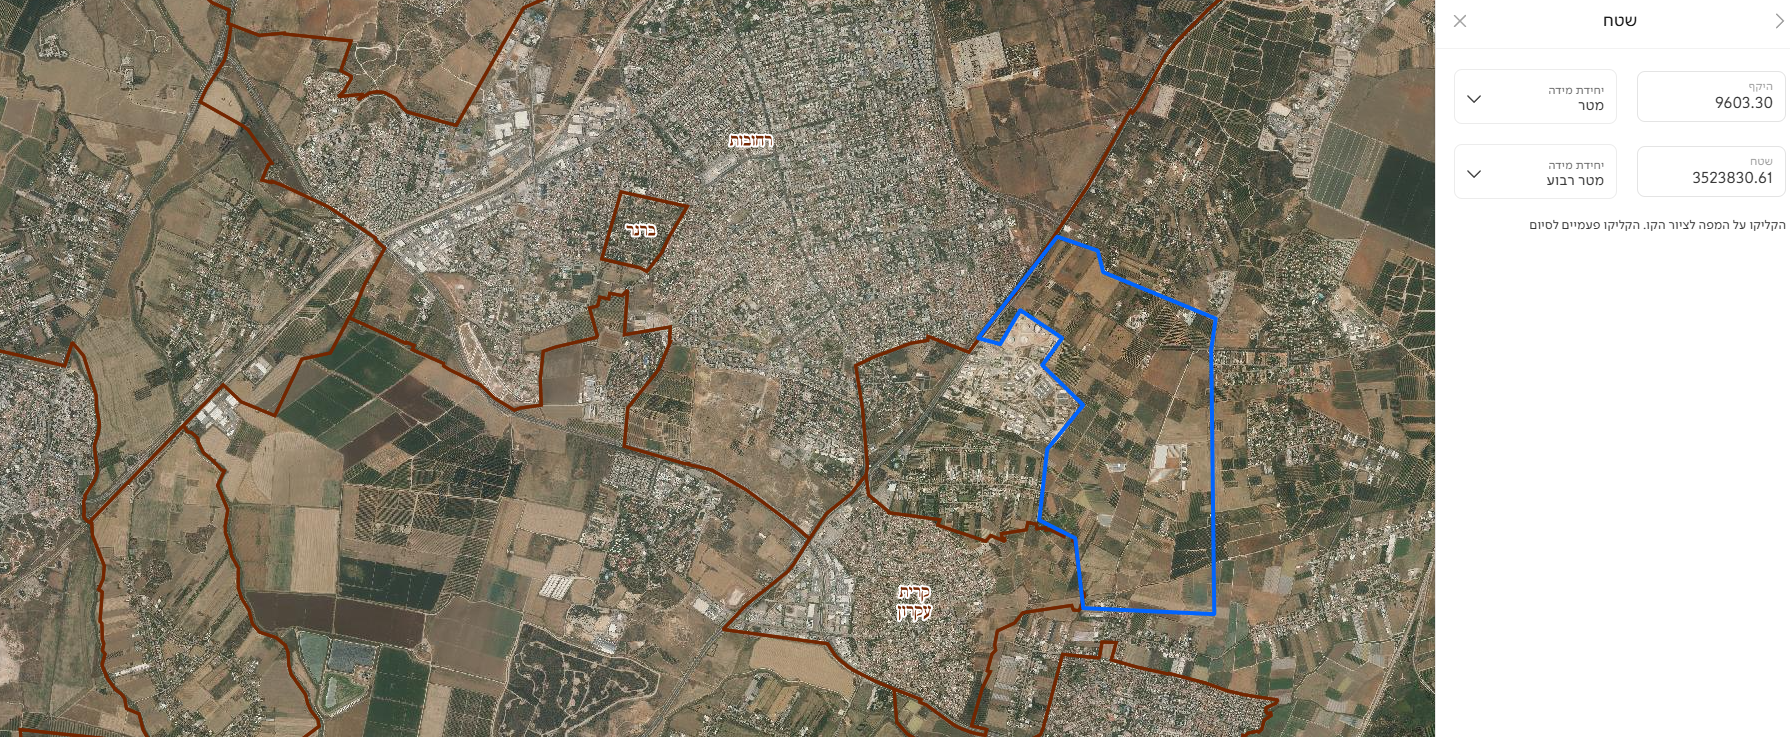 שטח
היקף
9603.30
יחידת מידה
מטר
שטח
3523830.61
יחידת מידה
מטר רבוע
הקליקו על המפה לציור הקו. הקליקו פעמיים לסיום
רחובות
ברנר
קרית
עקרון